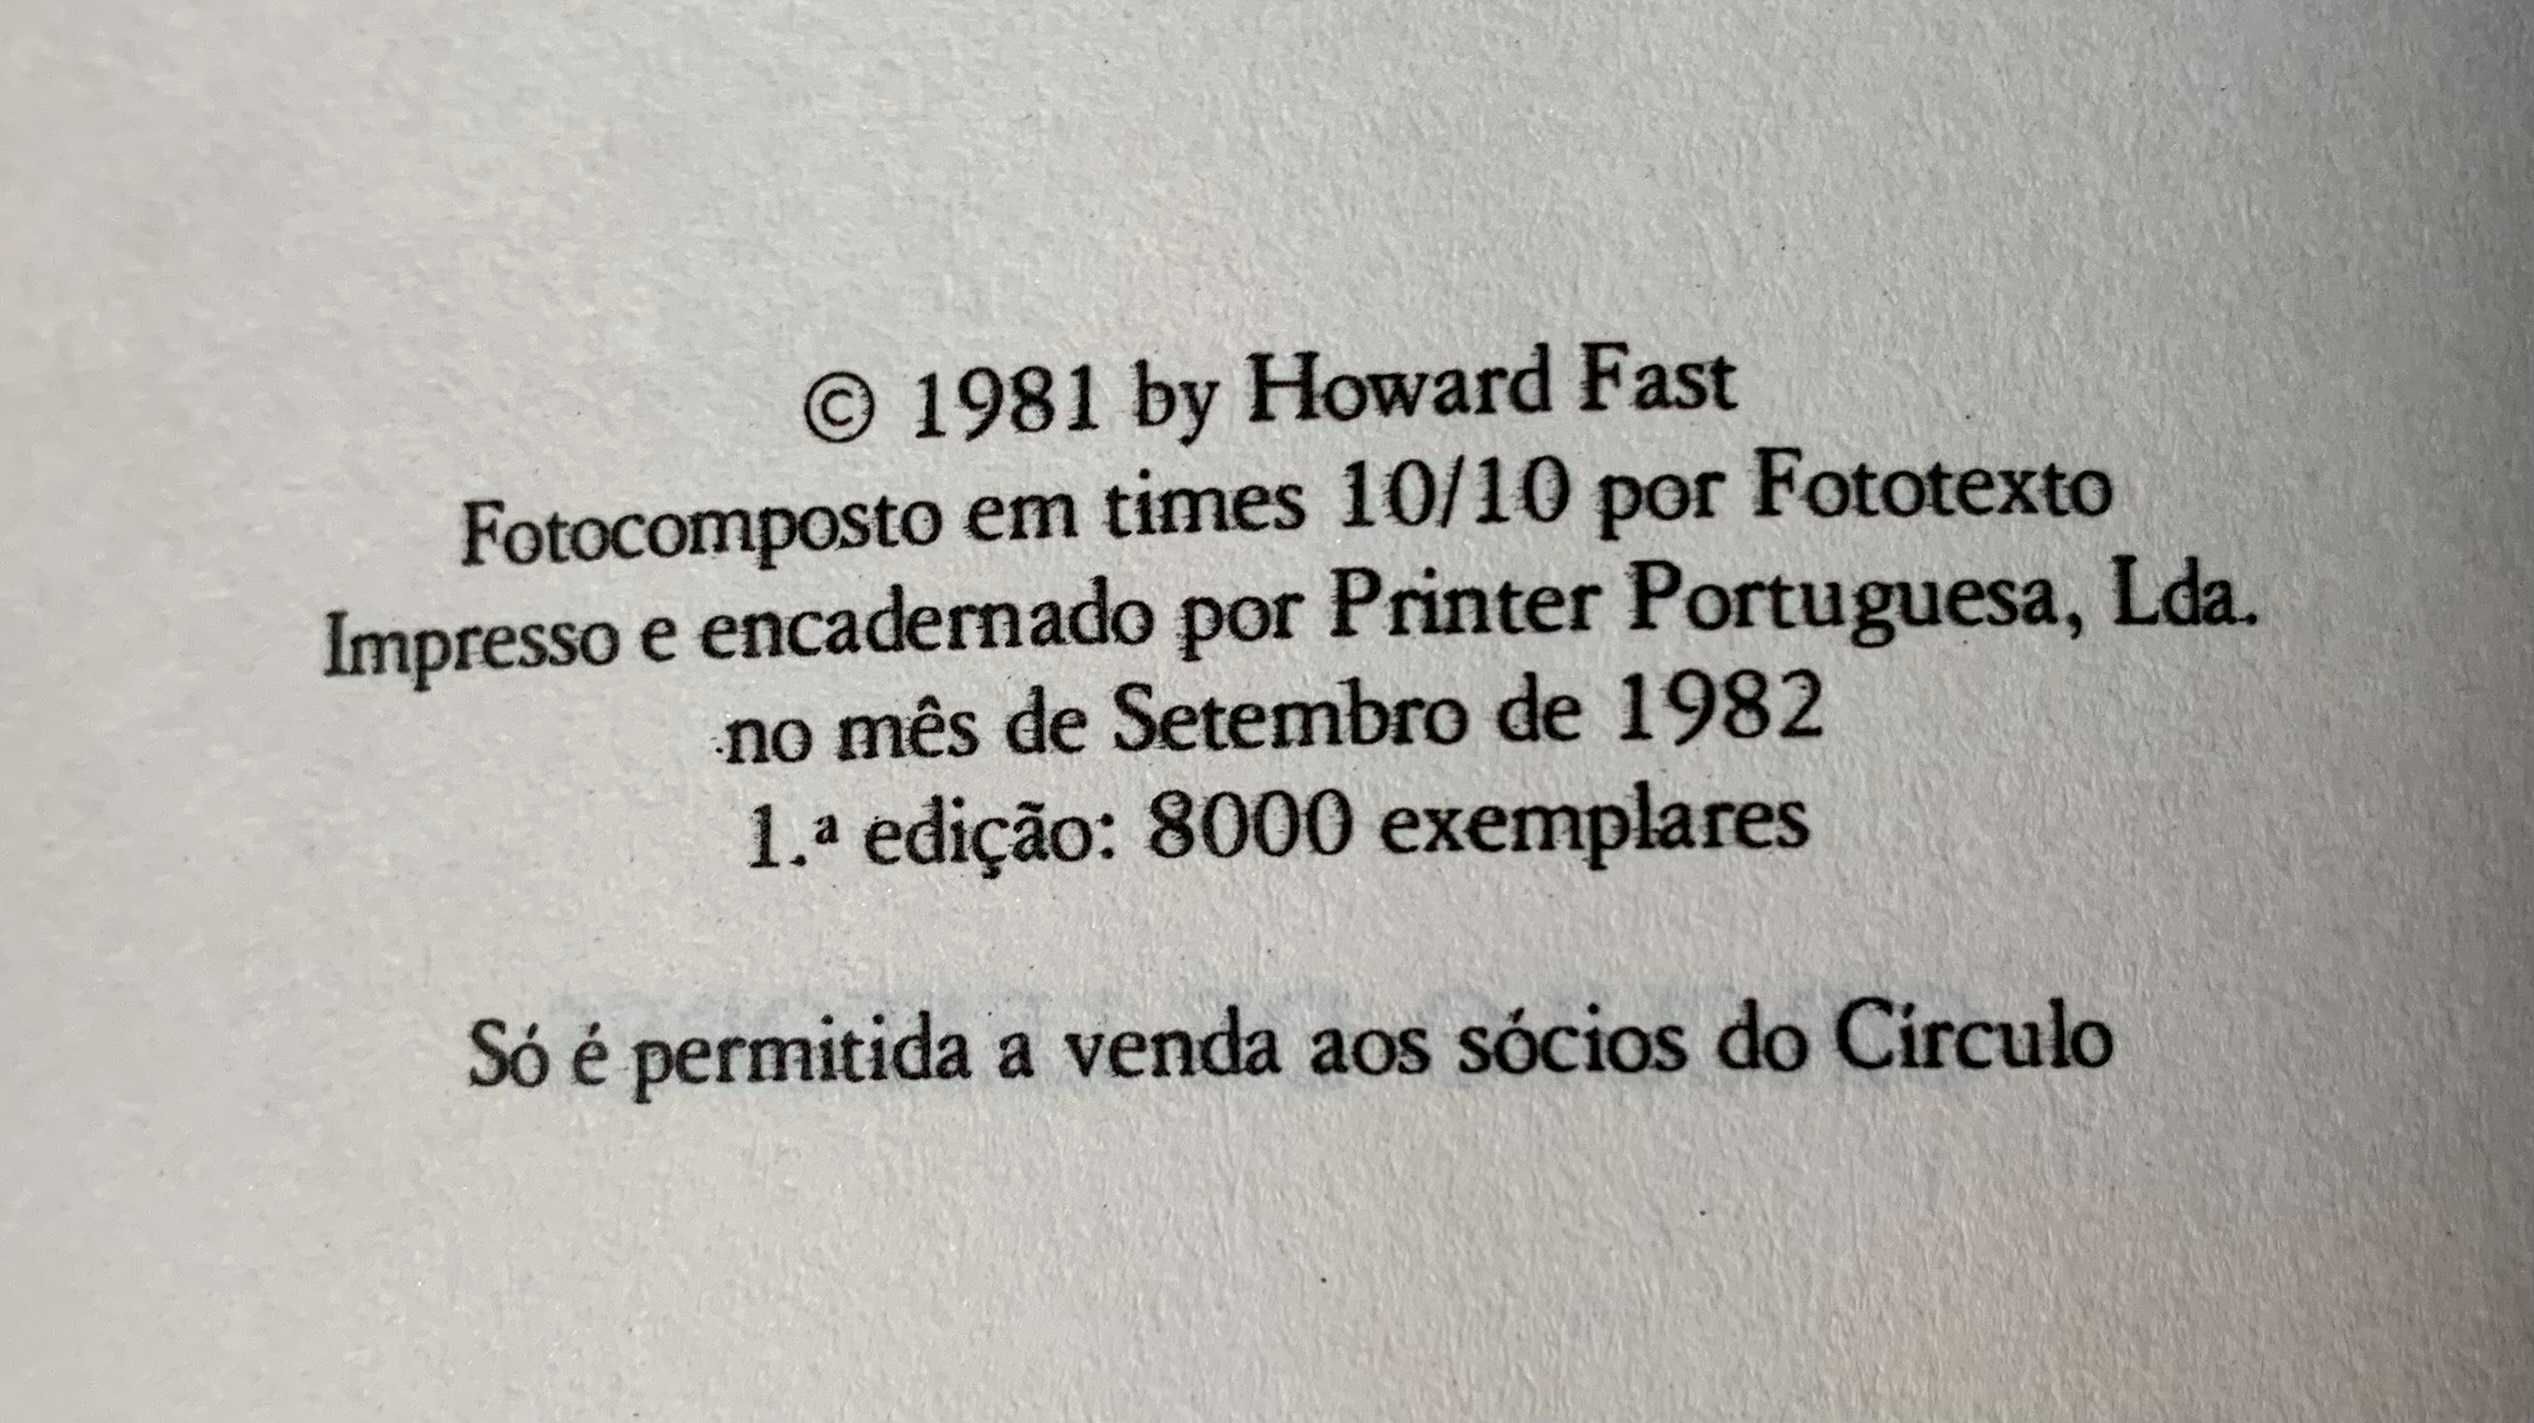 © 1981 by Howard Fast
Fotocomposto em times 10/10 por Fototexto
Impresso e encadernado por Printer Portuguesa, Lda.
no mês de Setembro de 1982
1.ª edição: 8000 exemplares
Só é permitida a venda aos sócios do Círculo